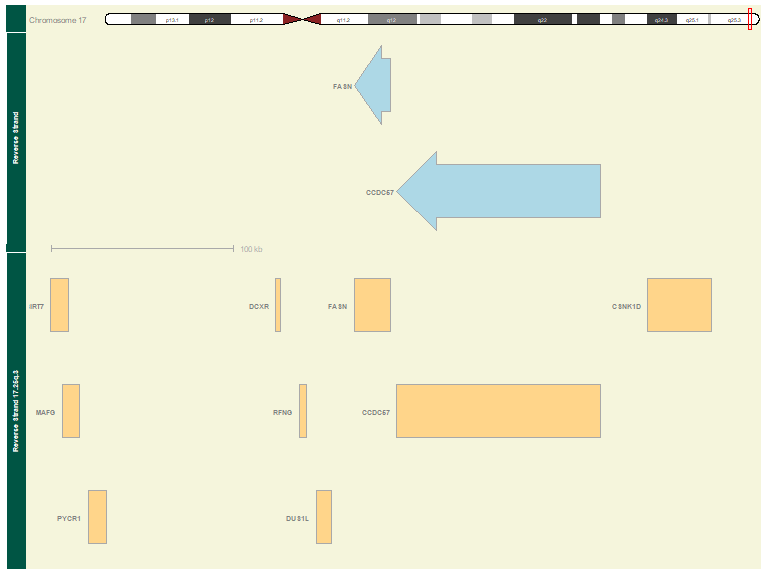 Chromosome 17
p13.1
p12
p11.2
q11.2
q12
q22
q24.3
q25.1
q25.3
Reverse Strand
FASN
CCDC57
100 kb
Reverse Strand 17.25q.3
IRT7
DCXR
FASN
CSNK1D
MAFG
RFNG
CCDC57
PYCR1
DUS1L